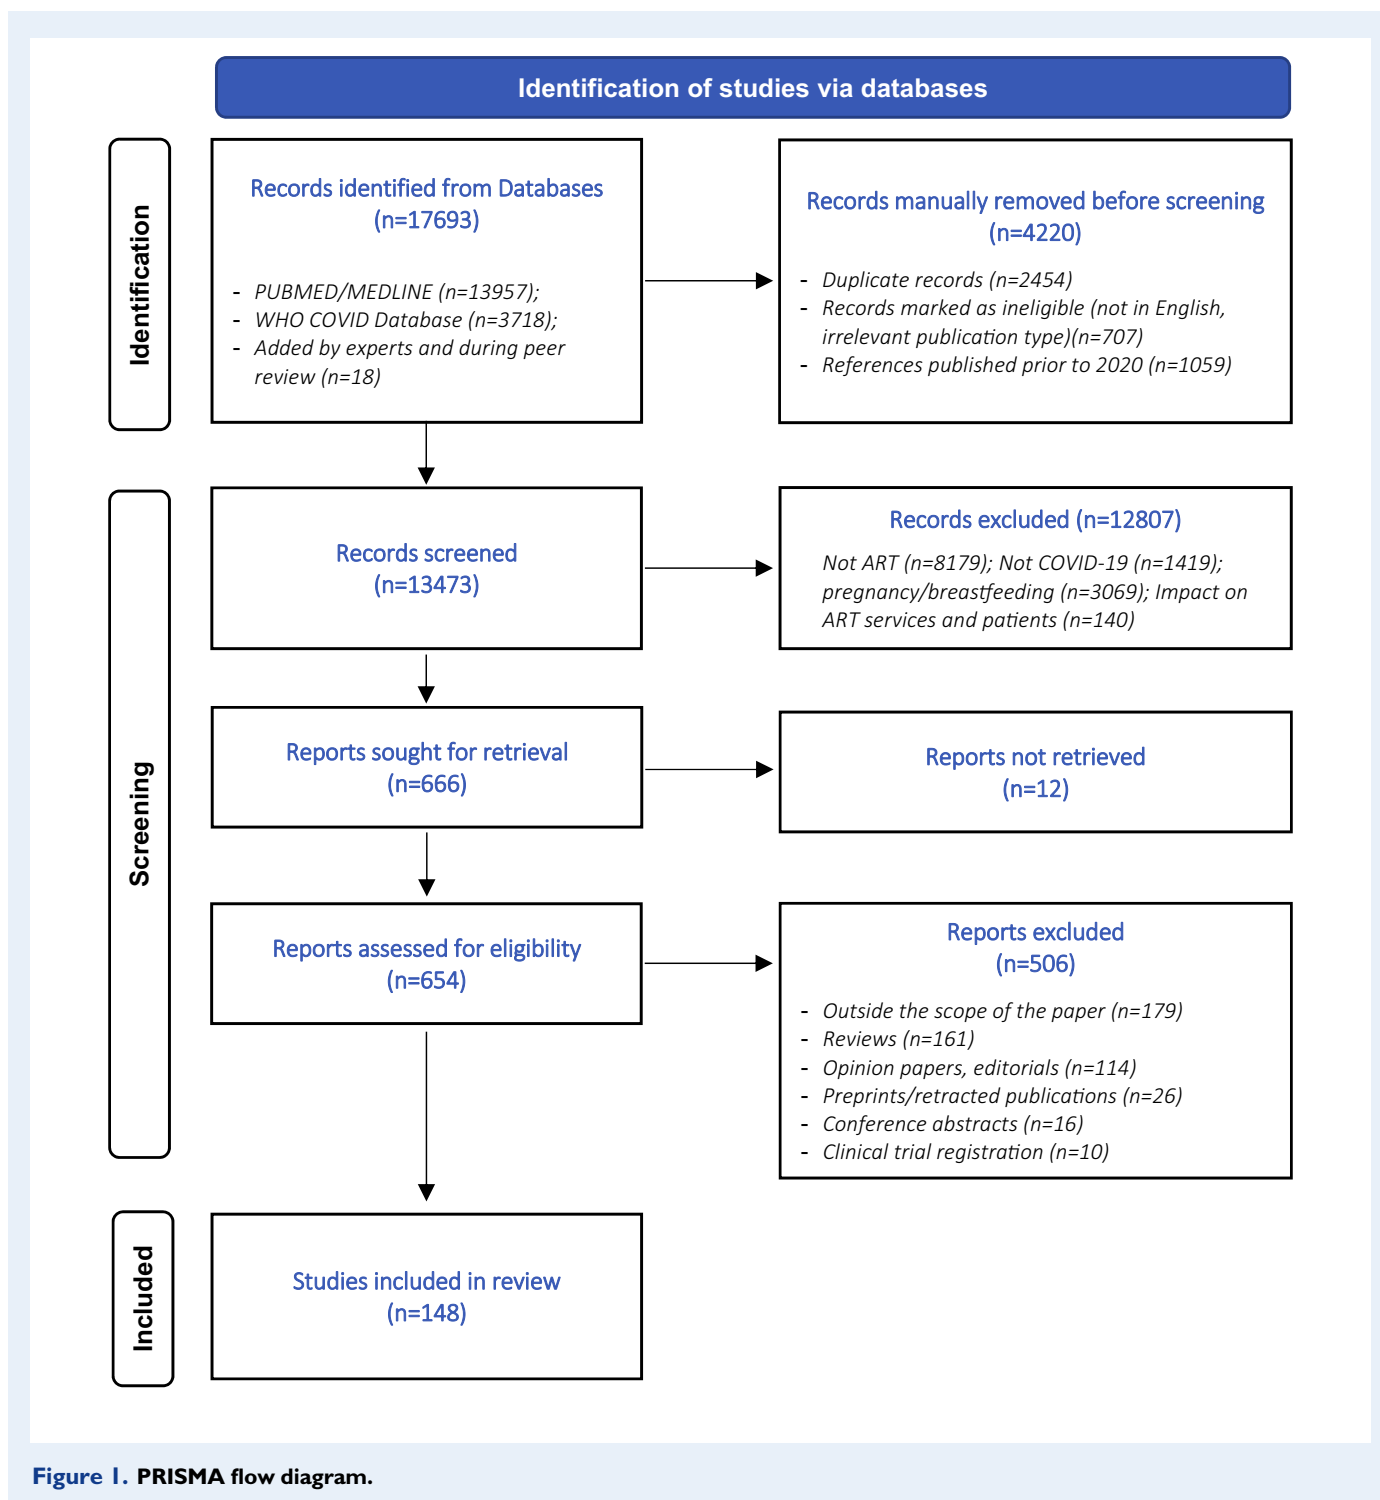 Identification of studies via databases
Identification
Records identified from Databases
(n=17693)
- PUBMED/MEDLINE (n=13957);
- WHO COVID Database (n=3718);
- Added by experts and during peer
review (n=18)
Records manually removed before screening
(n=4220)
- Duplicate records (n=2454)
- Records marked as ineligible (not in English,
irrelevant publication type)(n=707)
- References published prior to 2020 (n=1059)
Screening
Records screened
(n=13473)
Records excluded (n=12807)
Not ART (n=8179); Not COVID-19 (n=1419);
pregnancy/breastfeeding (n=3069); Impact on
ART services and patients (n=140)
Reports sought for retrieval
(n=666)
Reports not retrieved
(n=12)
Reports assessed for eligibility
(n=654)
Reports excluded
(n=506)
- Outside the scope of the paper (n=179)
- Reviews (n=161)
- Opinion papers, editorials (n=114)
- Preprints/retracted publications (n=26)
- Conference abstracts (n=16)
- Clinical trial registration (n=10)
Included
Studies included in review
(n=148)
Figure 1. PRISMA flow diagram.